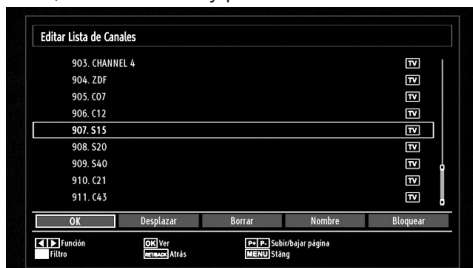 Editar Lista de Canales
903. CHANNEL 4 TV
904. ZDF TV
905. C07 TV
906. C12 TV
907. S15 TV
908. S20 TV
909. S40 TV
910. C21 TV
911. C43 TV
OK Desplazar Borrar Nombre Bloquear
Función OK Ver P+ P- Subir/bajar página
Filtro RET/BACK Atrás MENU Stâng